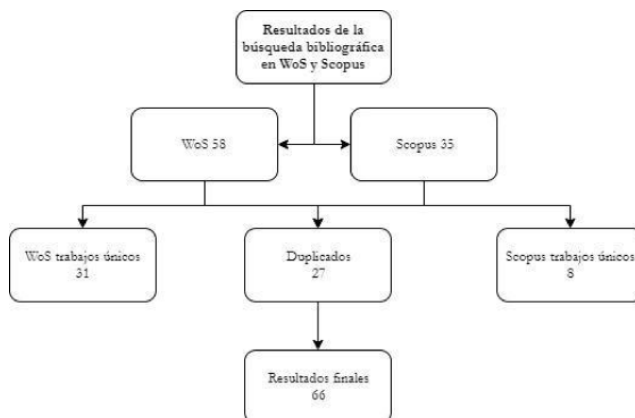 Resultados de la
búsqueda bibliográfica
en WoS y Scopus
WoS 58
Scopus 35
WoS trabajos únicos
31
Duplicados
27
Scopus trabajos únicos
8
Resultados finales
66